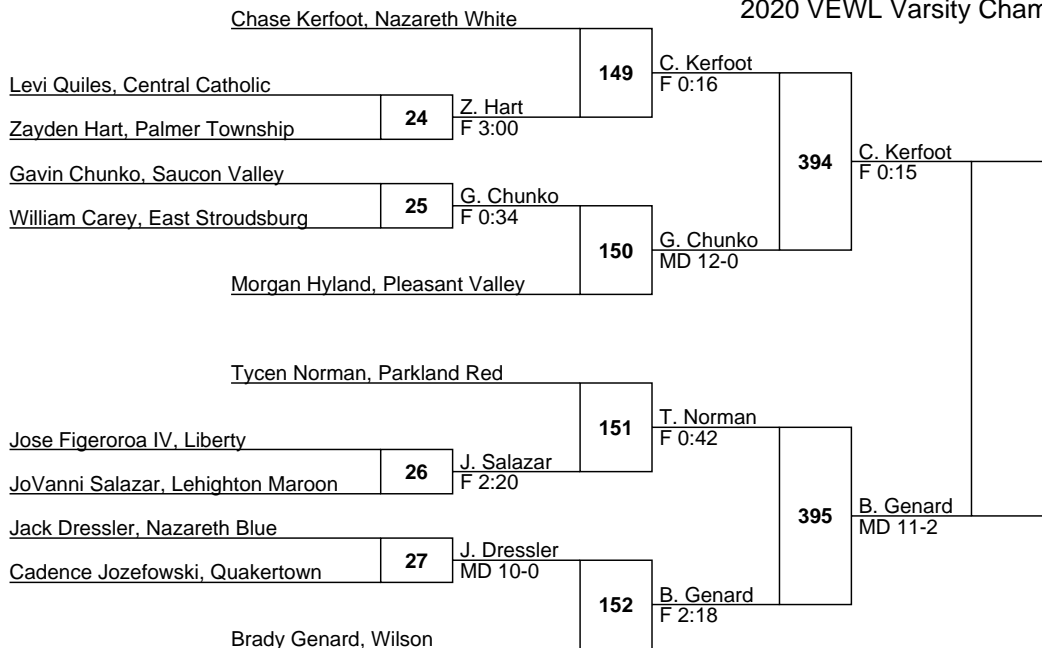 2020 VEWL Varsity Cham
Chase Kerfoot, Nazareth White
149
C. Kerfoot
F 0:16
Levi Quiles, Central Catholic
24
Z. Hart
F 3:00
Zayden Hart, Palmer Township
394
C. Kerfoot
F 0:15
Gavin Chunko, Saucon Valley
25
G. Chunko
F 0:34
William Carey, East Stroudsburg
150
G. Chunko
MD 12-0
Morgan Hyland, Pleasant Valley
Tycen Norman, Parkland Red
151
T. Norman
F 0:42
Jose Figeroroa IV, Liberty
26
J. Salazar
F 2:20
JoVanni Salazar, Lehighton Maroon
395
B. Genard
MD 11-2
Jack Dressler, Nazareth Blue
27
J. Dressler
MD 10-0
Cadence Jozefowski, Quakertown
152
B. Genard
F 2:18
Brady Genard, Wilson